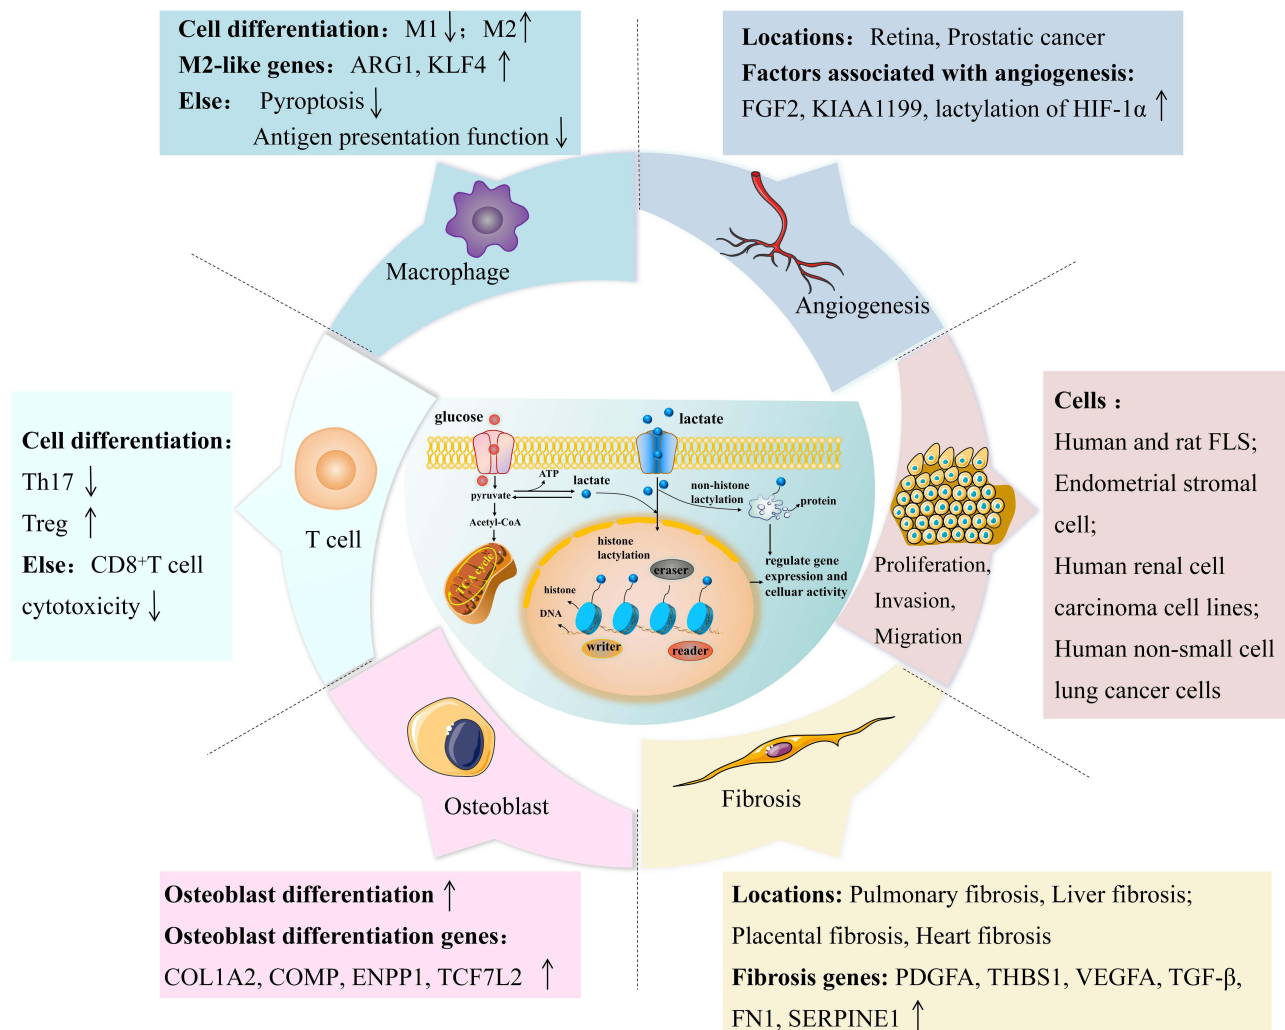 Cell differentiation: M1↓; M2↑
M2-like genes: ARG1, KLF4 ↑
Else: Pyroptosis ↓
Antigen presentation function ↓
Locations: Retina, Prostatic cancer
Factors associated with angiogenesis:
FGF2, KIAA1199, lactylation of HIF-1α ↑
Macrophage
Angiogenesis
Cell differentiation:
Th17 ↓
Treg ↑
Else: CD8⁺T cell
cytotoxicity ↓
T cell
glucose
lactate
ATP
lactate
pyruvate
non-histone
lactylation
protein
Acetyl-CoA
TCA cycle
histone
lactylation
eraser
regulate gene
expression and
celluar activity
histone
DNA
writer
reader
Proliferation,
Invasion,
Migration
Cells :
Human and rat FLS;
Endometrial stromal
cell;
Human renal cell
carcinoma cell lines;
Human non-small cell
lung cancer cells
Osteoblast
Fibrosis
Osteoblast differentiation ↑
Osteoblast differentiation genes:
COL1A2, COMP, ENPP1, TCF7L2 ↑
Locations: Pulmonary fibrosis, Liver fibrosis;
Placental fibrosis, Heart fibrosis
Fibrosis genes: PDGFA, THBS1, VEGFA, TGF-β,
FN1, SERPINE1 ↑